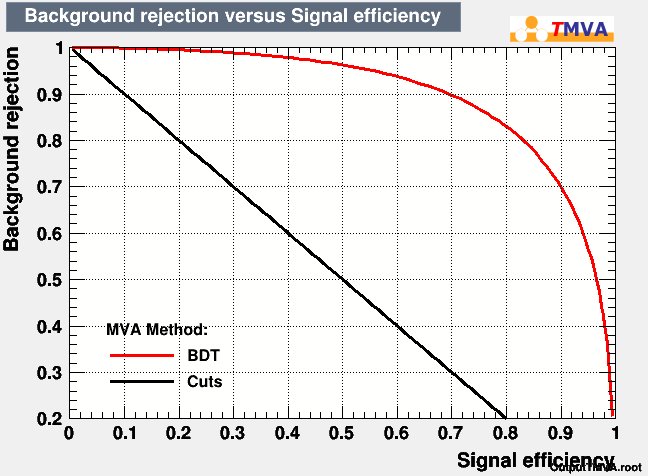 Background rejection versus Signal efficiency
TMVA
Background rejection
1
0.9
0.8
0.7
0.6
0.5
0.4
0.3
0.2
MVA Method:
BDT
Cuts
0 0.1 0.2 0.3 0.4 0.5 0.6 0.7 0.8 0.9 1
Signal efficiency
OutputTMVA.root